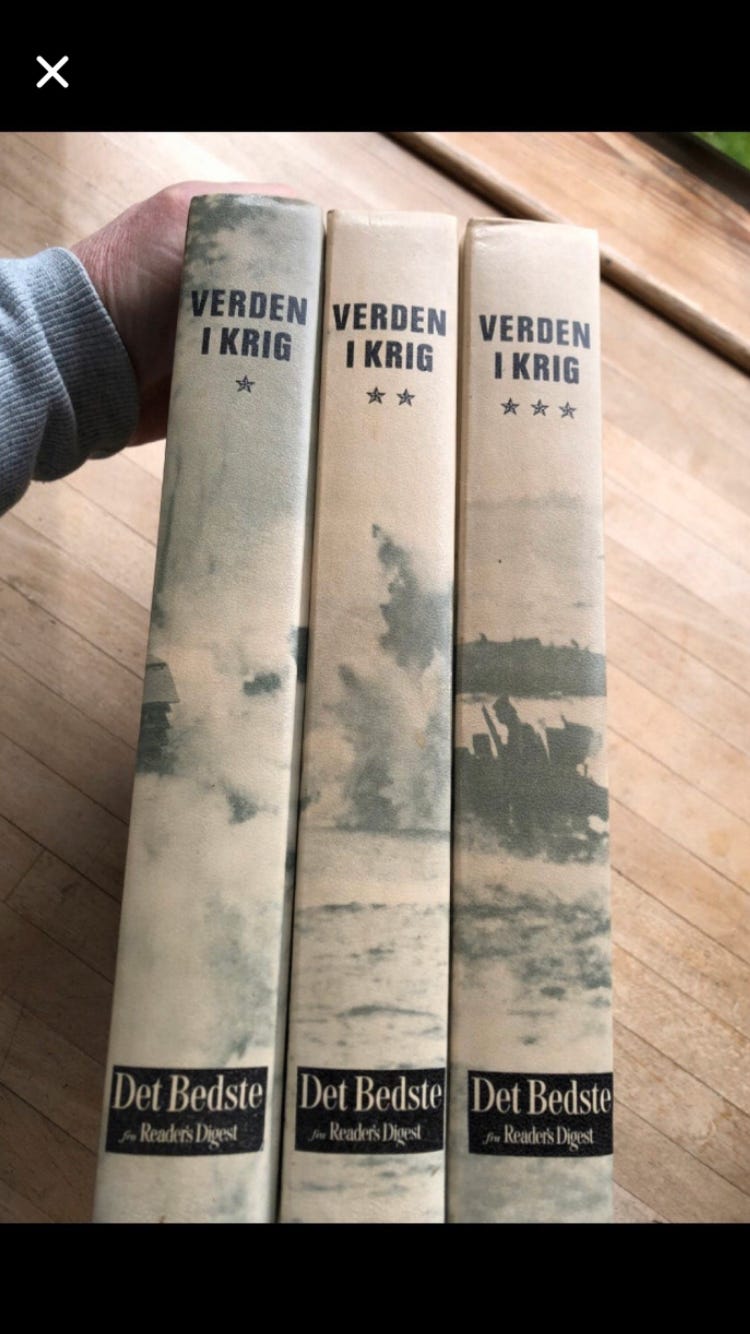 VERDEN
I KRIG
★
Det Bedste
fra Reader's Digest
VERDEN
I KRIG
★★
Det Bedste
fra Reader's Digest
VERDEN
I KRIG
★★★
Det Bedste
fra Reader's Digest